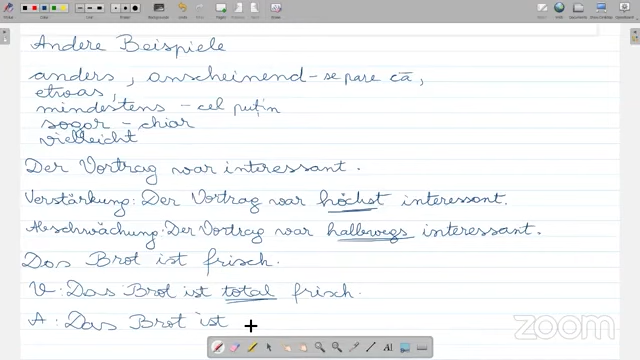 Andere Beispiele
anders, anscheinend – se pare că,
etwas,
mindestens – cel puțin
sogar – chiar
vielleicht
Der Vortrag war interessant.
Verstärkung: Der Vortrag war höchst interessant.
Abschwächung: Der Vortrag war halbwegs interessant.
Das Brot ist frisch.
V: Das Brot ist total frisch.
A: Das Brot ist
zoom